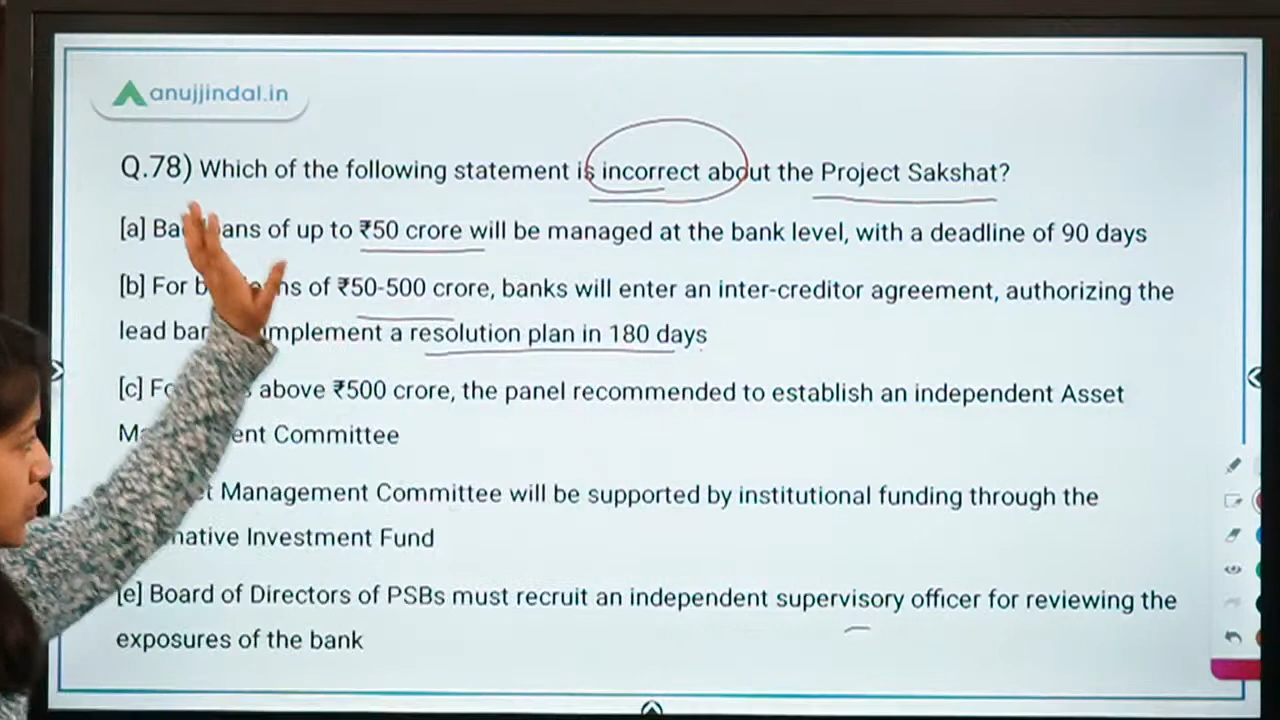 anujjindal.in
Q.78) Which of the following statement is incorrect about the Project Sakshat?
[a] Ba ans of up to ₹50 crore will be managed at the bank level, with a deadline of 90 days
[b] For b ns of ₹50-500 crore, banks will enter an inter-creditor agreement, authorizing the
lead ban implement a resolution plan in 180 days
[c] Fo above ₹500 crore, the panel recommended to establish an independent Asset
M ent Committee
Management Committee will be supported by institutional funding through the
native Investment Fund
[e] Board of Directors of PSBs must recruit an independent supervisory officer for reviewing the
exposures of the bank